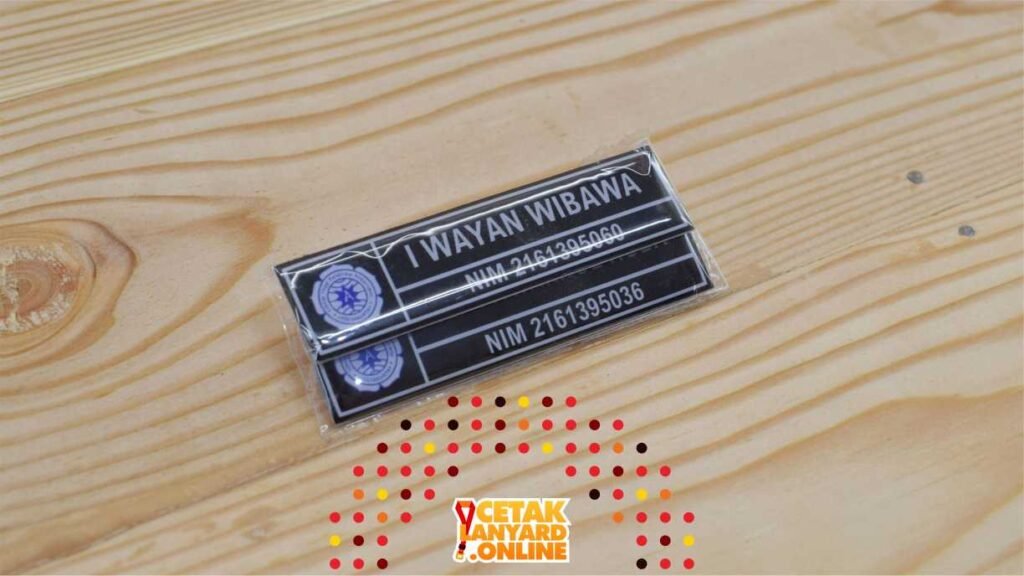 I WAYAN WIBAWA
NIM 2161395060
NIM 2161395036
CETAK
LANYARD
.ONLINE